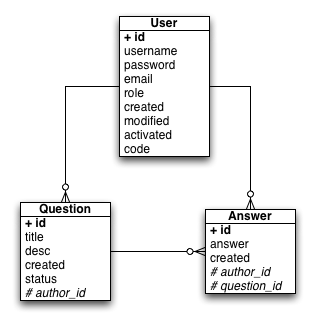 User
+ id
username
password
email
role
created
modified
activated
code
Question
+ id
title
desc
created
status
# author_id
Answer
+ id
answer
created
# author_id
# question_id